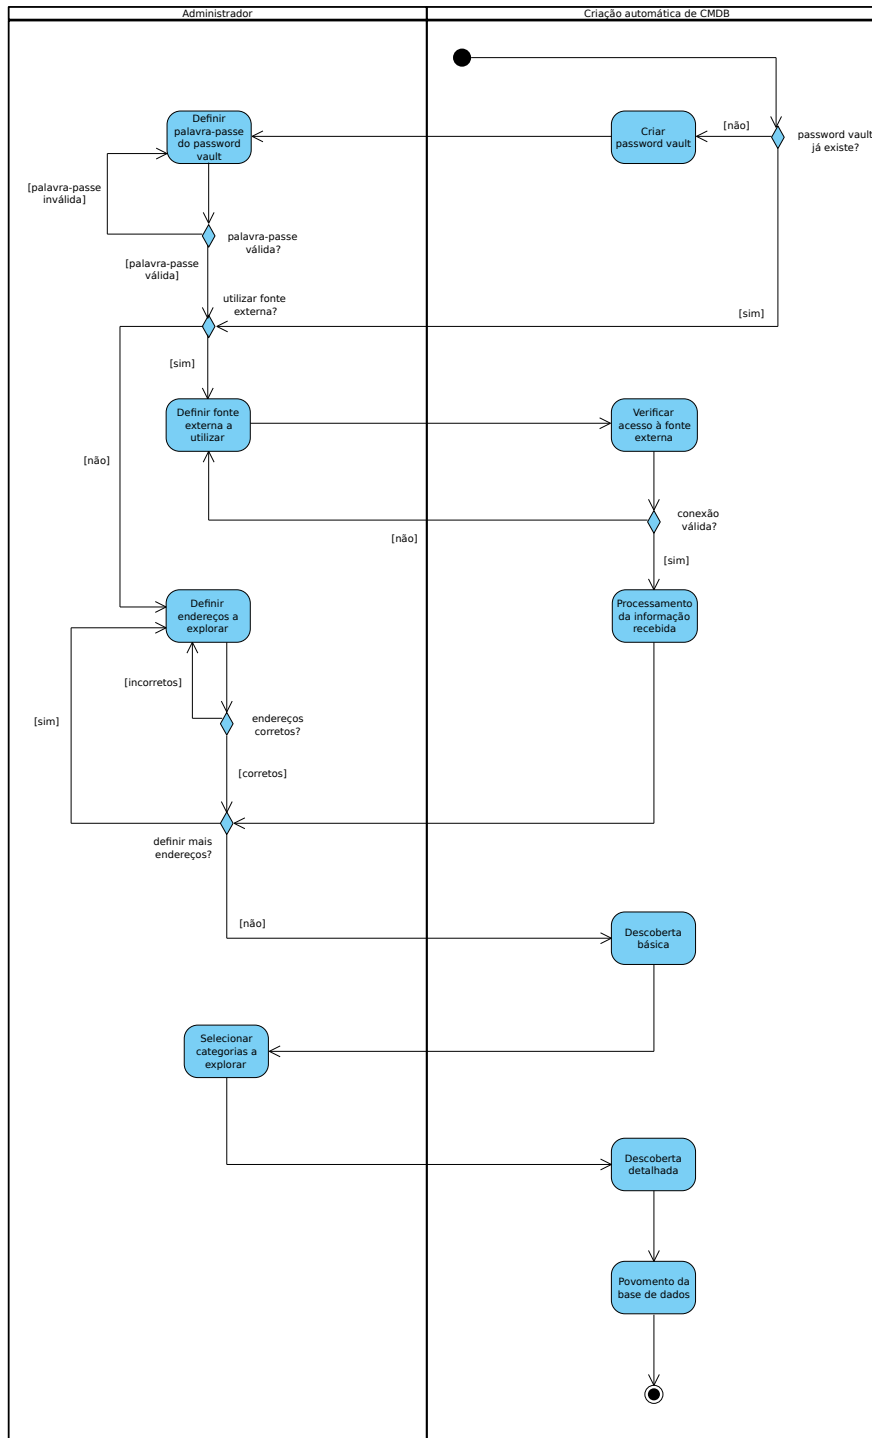 Administrador
Criação automática de CMDB
Definir
palavra-passe
do password
vault
Criar
password vault
[não]
password vault
já existe?
[palavra-passe
inválida]
palavra-passe
válida?
[palavra-passe
válida]
utilizar fonte
externa?
[sim]
[sim]
Definir fonte
externa a
utilizar
Verificar
acesso à fonte
externa
[não]
conexão
válida?
[não]
[sim]
Definir
endereços a
explorar
Processamento
da informação
recebida
[incorretos]
[sim]
endereços
corretos?
[corretos]
definir mais
endereços?
[não]
Descoberta
básica
Selecionar
categorias a
explorar
Descoberta
detalhada
Povomento da
base de dados